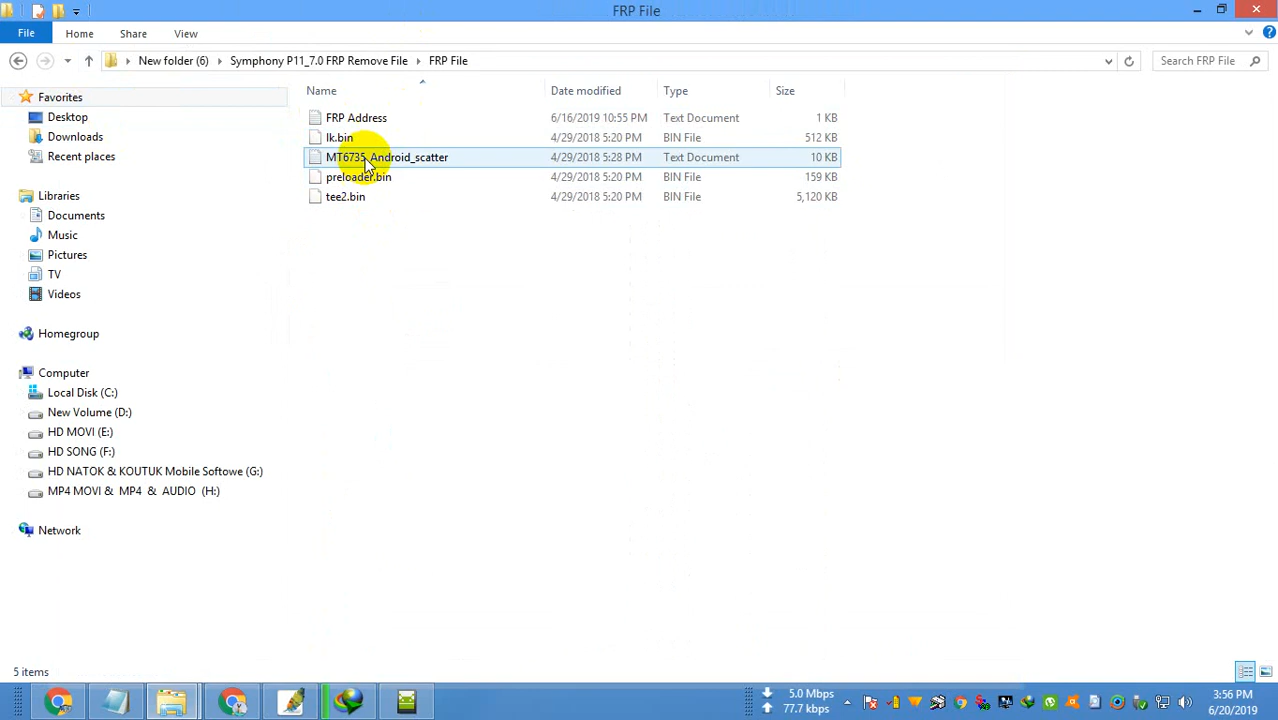 FRP File
File Home Share View
New folder (6) Symphony P11_7.0 FRP Remove File FRP File Search FRP File
Name Date modified Type Size
Favorites
Desktop
Downloads
Recent places
Libraries
Documents
Music
Pictures
TV
Videos
Homegroup
Computer
Local Disk (C:)
New Volume (D:)
HD MOVI (E:)
HD SONG (F:)
HD NATOK & KOUTUK Mobile Softowe (G:)
MP4 MOVI & MP4 & AUDIO (H:)
Network
FRP Address 6/16/2019 10:55 PM Text Document 1 KB
lk.bin 4/29/2018 5:20 PM BIN File 512 KB
MT6735_Android_scatter 4/29/2018 5:28 PM Text Document 10 KB
preloader.bin 4/29/2018 5:20 PM BIN File 159 KB
tee2.bin 4/29/2018 5:20 PM BIN File 5,120 KB
5 items
5.0 Mbps
77.7 kbps
3:56 PM
6/20/2019